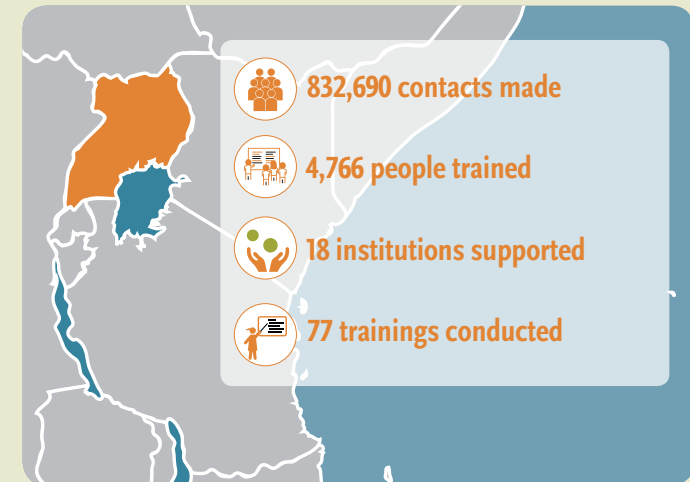 832,690 contacts made
4,766 people trained
18 institutions supported
77 trainings conducted